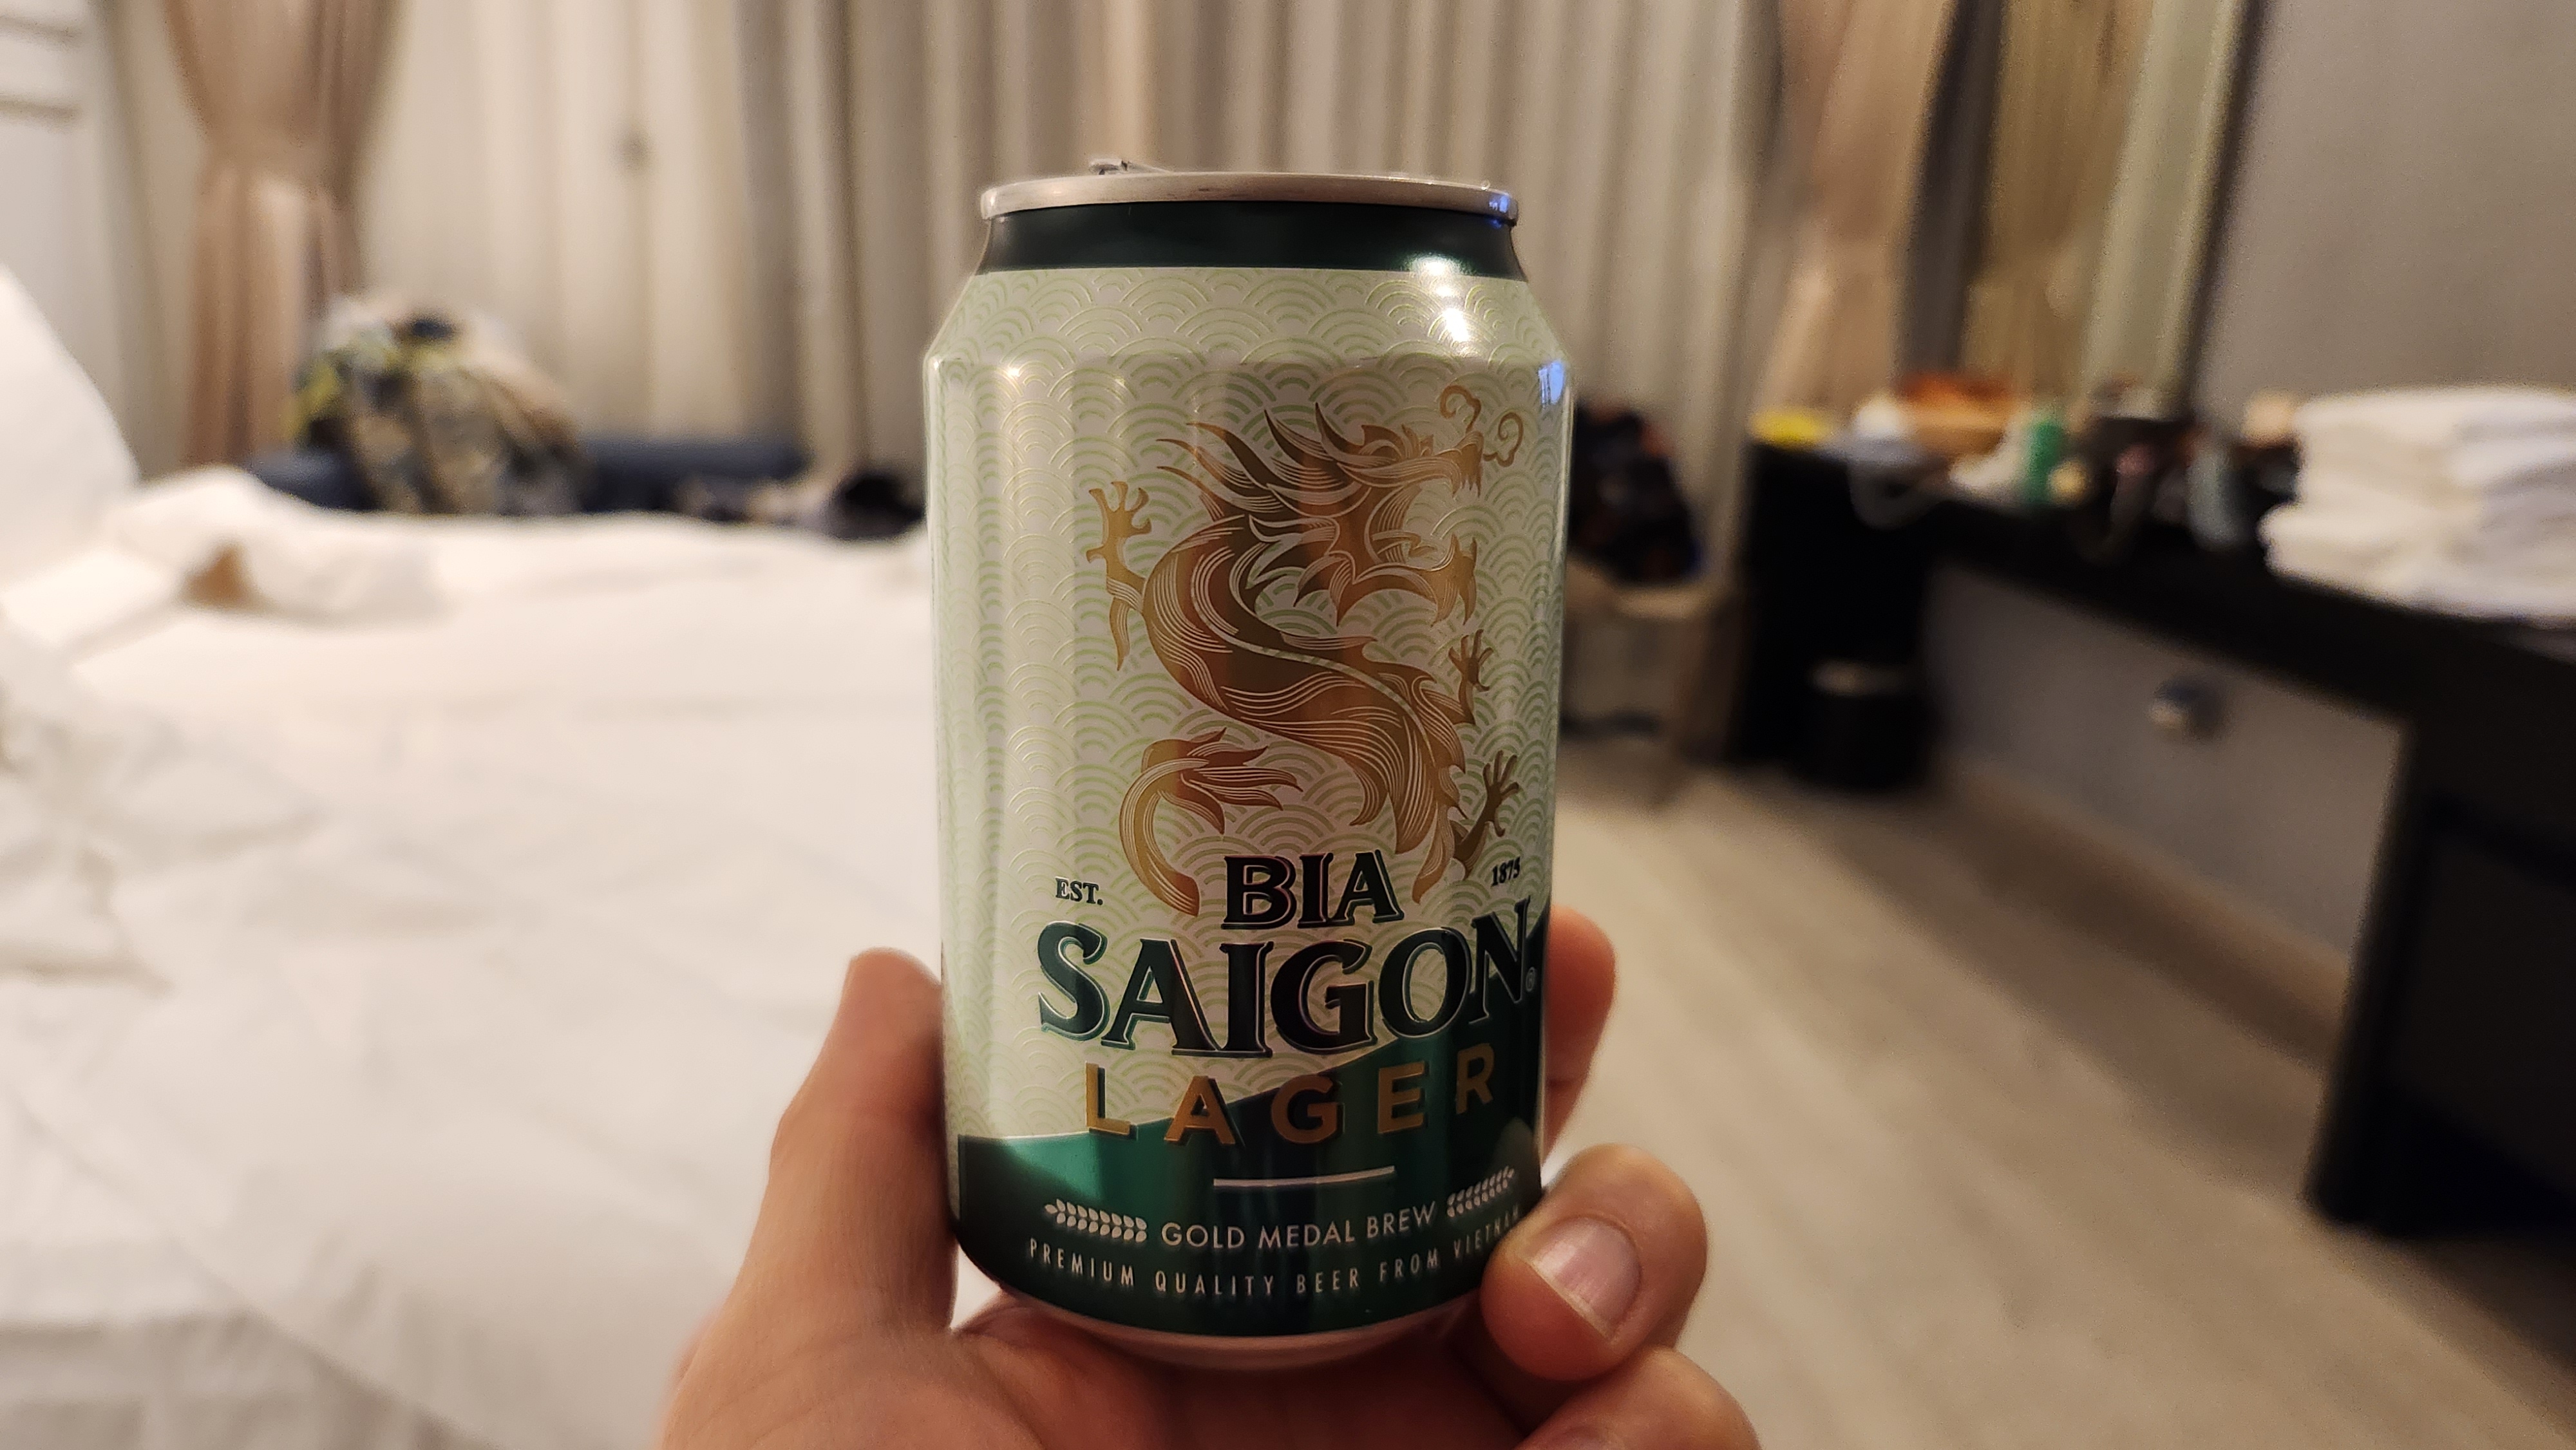 BIA
EST. 1875
SAIGON®
LAGER
GOLD MEDAL BREW
PREMIUM QUALITY BEER FROM VIETNAM